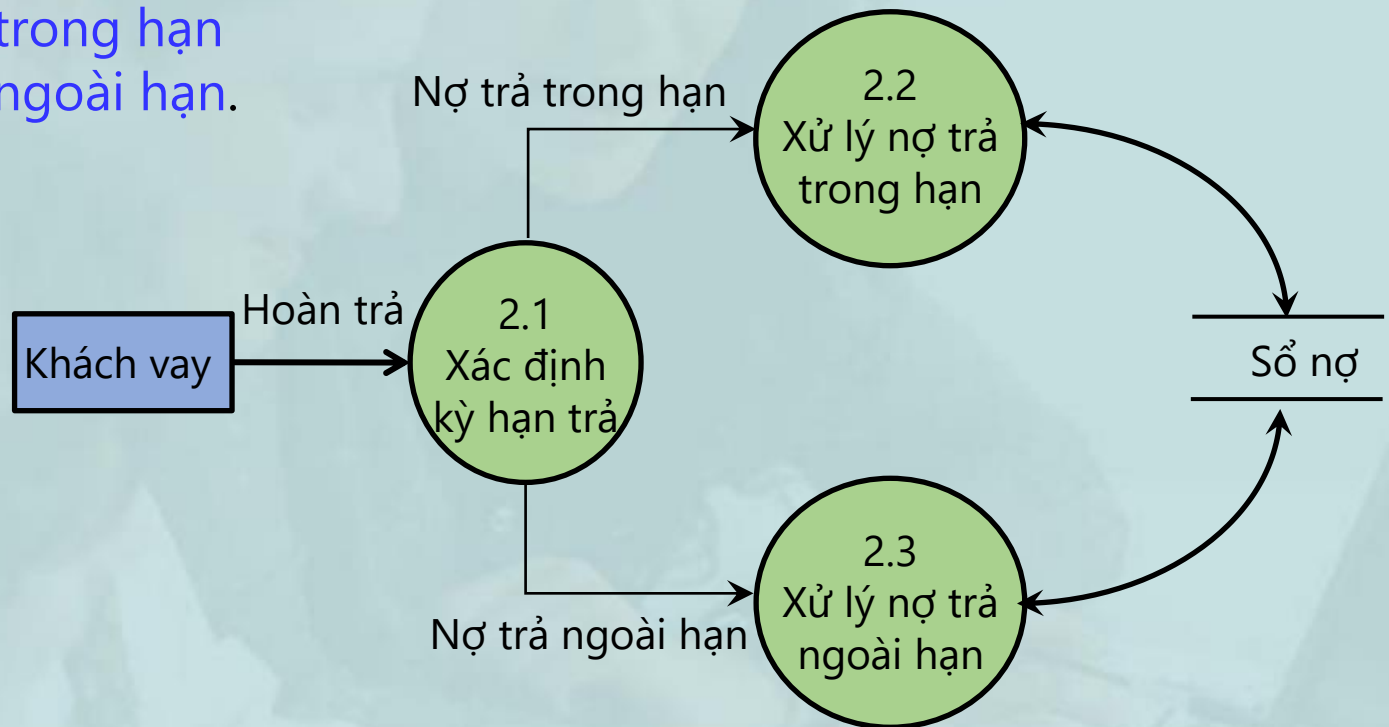 trong hạn
ngoài hạn.
Nợ trả trong hạn
2.2
Xử lý nợ trả
trong hạn
Hoàn trả
Khách vay
2.1
Xác định
kỳ hạn trả
Sổ nợ
Nợ trả ngoài hạn
2.3
Xử lý nợ trả
ngoài hạn